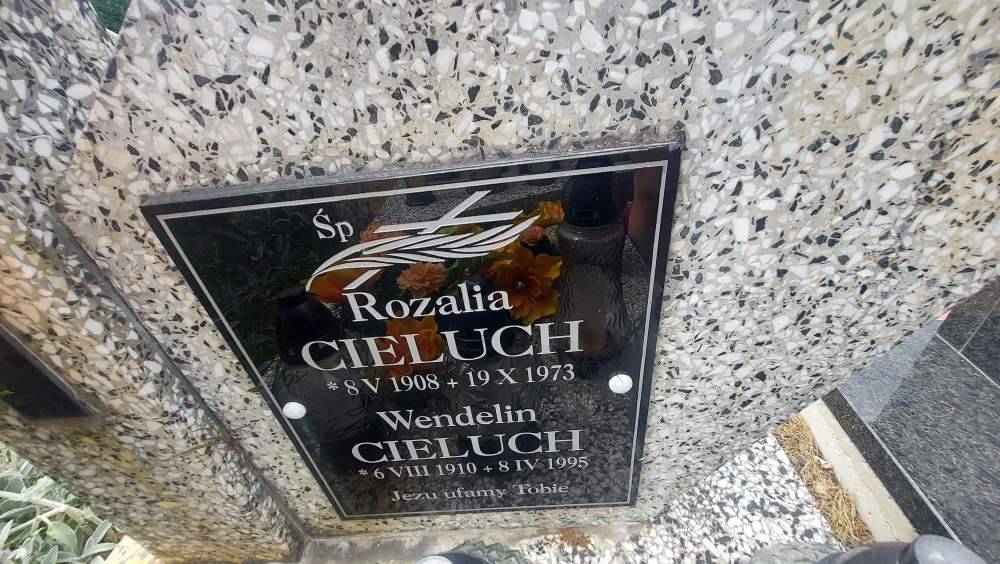 Śp
Rozalia
CIELUCH
* 8 V 1908 + 19 X 1973
Wendelin
CIELUCH
* 6 VIII 1910 + 8 IV 1995
Jezu ufamy Tobie